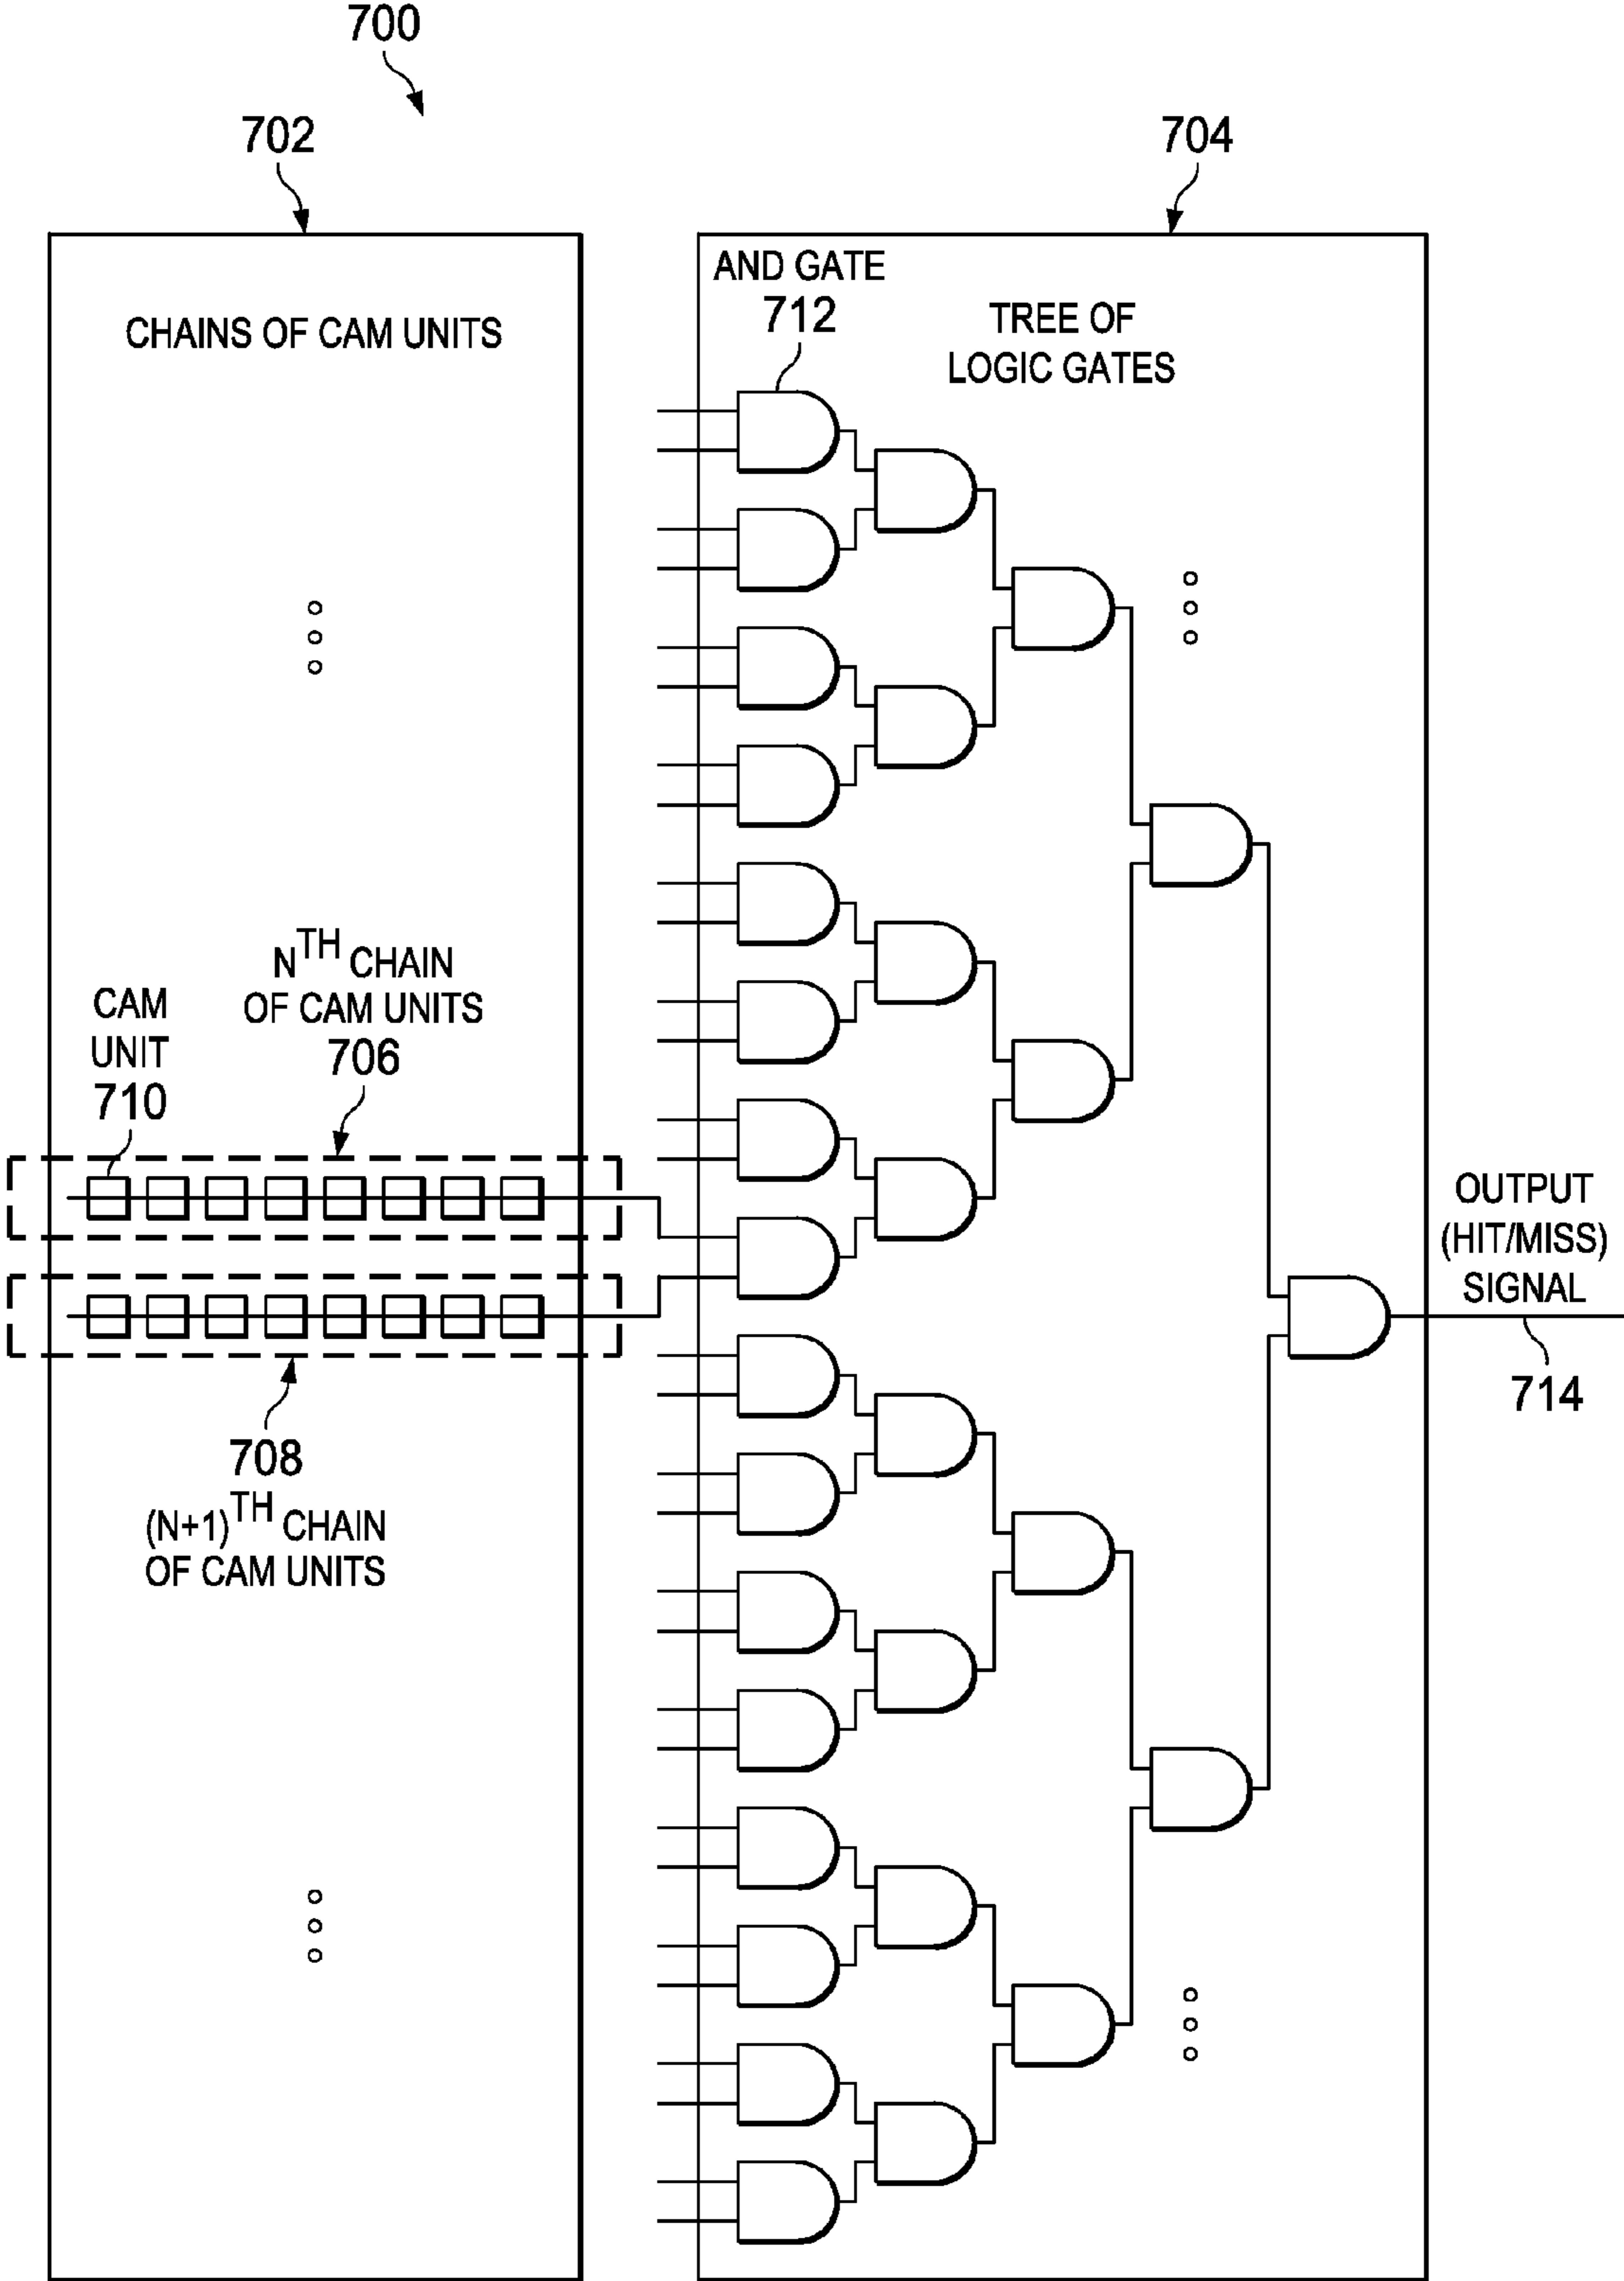 700
702
704
CHAINS OF CAM UNITS
AND GATE
712
TREE OF
LOGIC GATES
NTH CHAIN
OF CAM UNITS
706
CAM
UNIT
710
708
(N+1)TH CHAIN
OF CAM UNITS
OUTPUT
(HIT/MISS)
SIGNAL
714